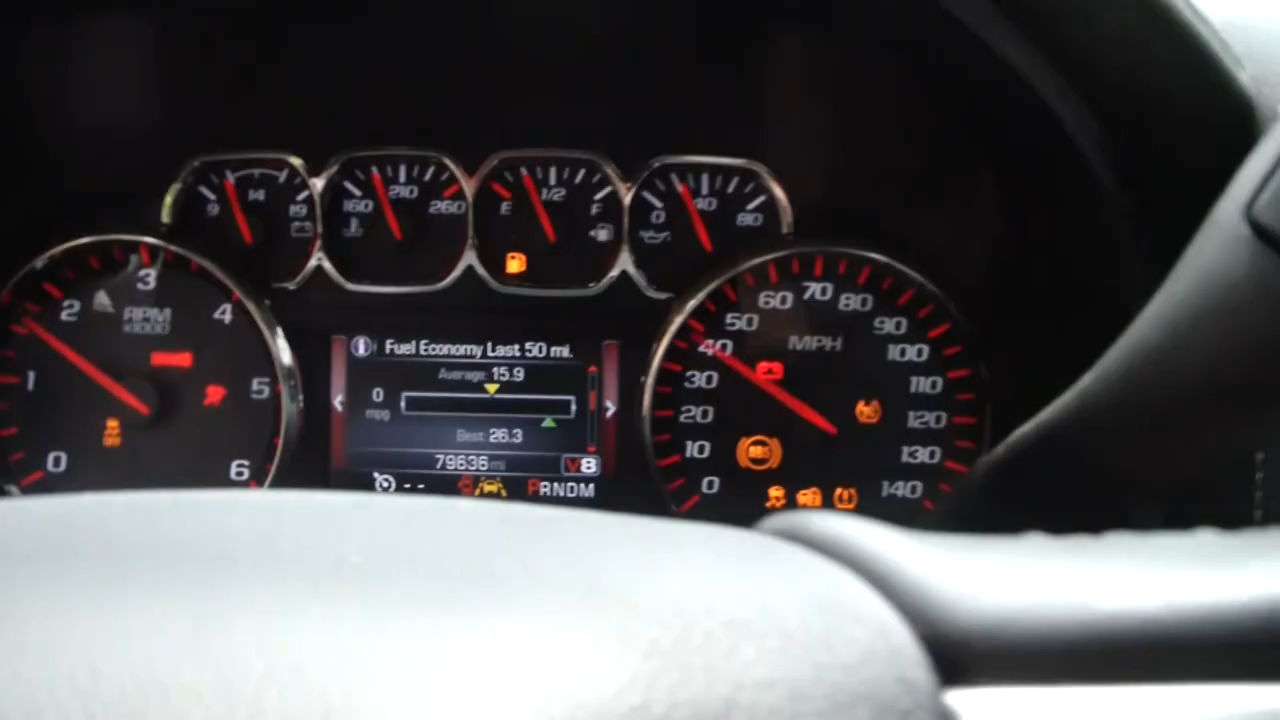 9 14 19
160 210 260
E 1/2 F
0 40 80
0 1 2 3 4 5 6
RPM
x1000
Fuel Economy Last 50 mi.
Average: 15.9
0
mpg
Best: 26.3
79636 mi
V8
--
PRNDM
0 10 20 30 40 50 60 70 80 90 100 110 120 130 140
MPH
ABS